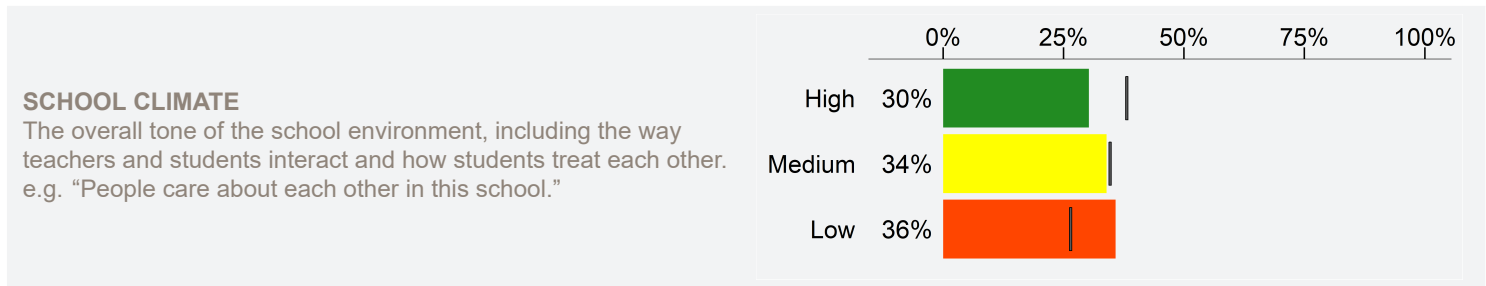 SCHOOL CLIMATE
The overall tone of the school environment, including the way
teachers and students interact and how students treat each other.
e.g. “People care about each other in this school.”
0% 25% 50% 75% 100%
High 30%
Medium 34%
Low 36%